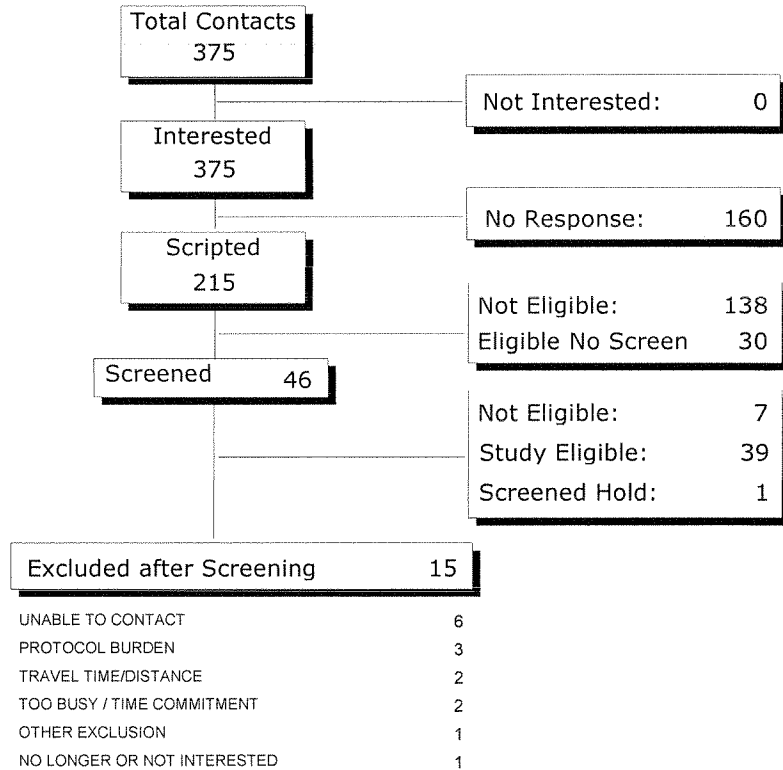 Total Contacts
375
Not Interested: 0
Interested
375
No Response: 160
Scripted
215
Not Eligible: 138
Eligible No Screen 30
Screened 46
Not Eligible: 7
Study Eligible: 39
Screened Hold: 1
Excluded after Screening 15
UNABLE TO CONTACT 6
PROTOCOL BURDEN 3
TRAVEL TIME/DISTANCE 2
TOO BUSY / TIME COMMITMENT 2
OTHER EXCLUSION 1
NO LONGER OR NOT INTERESTED 1